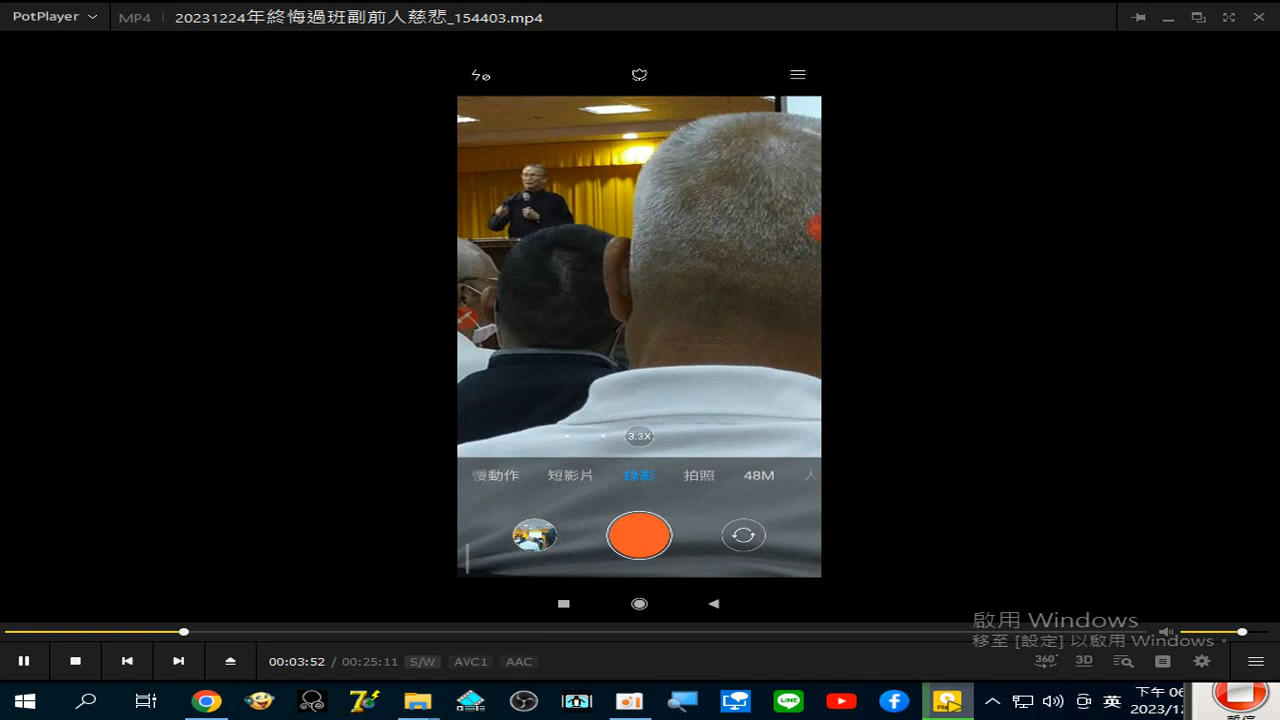 PotPlayer
MP4
20231224年終悔過班副前人慈悲_154403.mp4
3.3X
慢動作 短影片 錄影 拍照 48M 人
啟用 Windows
移至 [設定] 以啟用 Windows。
00:03:52 / 00:25:11 S/W AVC1 AAC
360° 3D
英
下午 06
2023/12
暫停